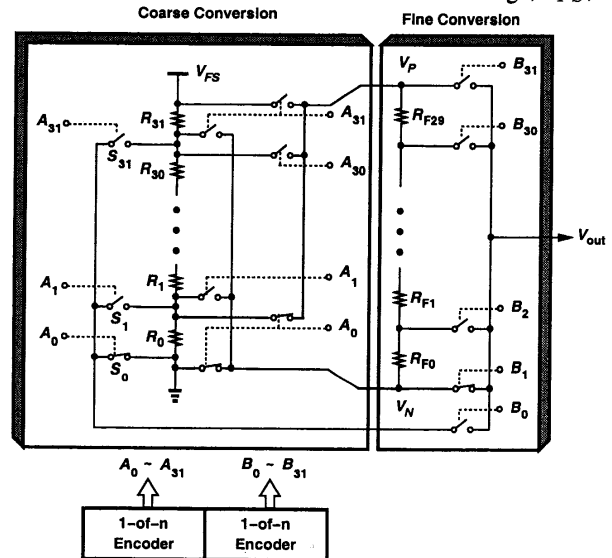 Coarse Conversion
Fine Conversion
V_FS
V_P
B_31
A_31
R_31
A_31
R_F29
B_30
S_31
R_30
A_30
V_out
A_1
R_1
A_1
R_F1
B_2
S_1
A_0
R_0
A_0
R_F0
B_1
S_0
V_N
B_0
A_0 ~ A_31
B_0 ~ B_31
1-of-n
Encoder
1-of-n
Encoder